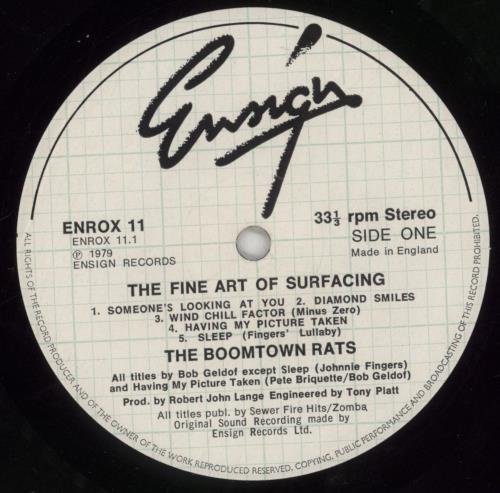 Ensign
ENROX 11
ENROX 11.1
℗ 1979
ENSIGN RECORDS
33⅓ rpm Stereo
SIDE ONE
Made in England
THE FINE ART OF SURFACING
1. SOMEONE'S LOOKING AT YOU 2. DIAMOND SMILES
3. WIND CHILL FACTOR (Minus Zero)
4. HAVING MY PICTURE TAKEN
5. SLEEP (Fingers' Lullaby)
THE BOOMTOWN RATS
All titles by Bob Geldof except Sleep (Johnnie Fingers)
and Having My Picture Taken (Pete Briquette/Bob Geldof)
Prod. by Robert John Lange Engineered by Tony Platt
All titles publ. by Sewer Fire Hits/Zomba
Original Sound Recording made by
Ensign Records Ltd.
ALL RIGHTS OF THE RECORD PRODUCER AND OF THE OWNER OF THE WORK REPRODUCED RESERVED. COPYING, PUBLIC PERFORMANCE AND BROADCASTING OF THIS RECORD PROHIBITED.